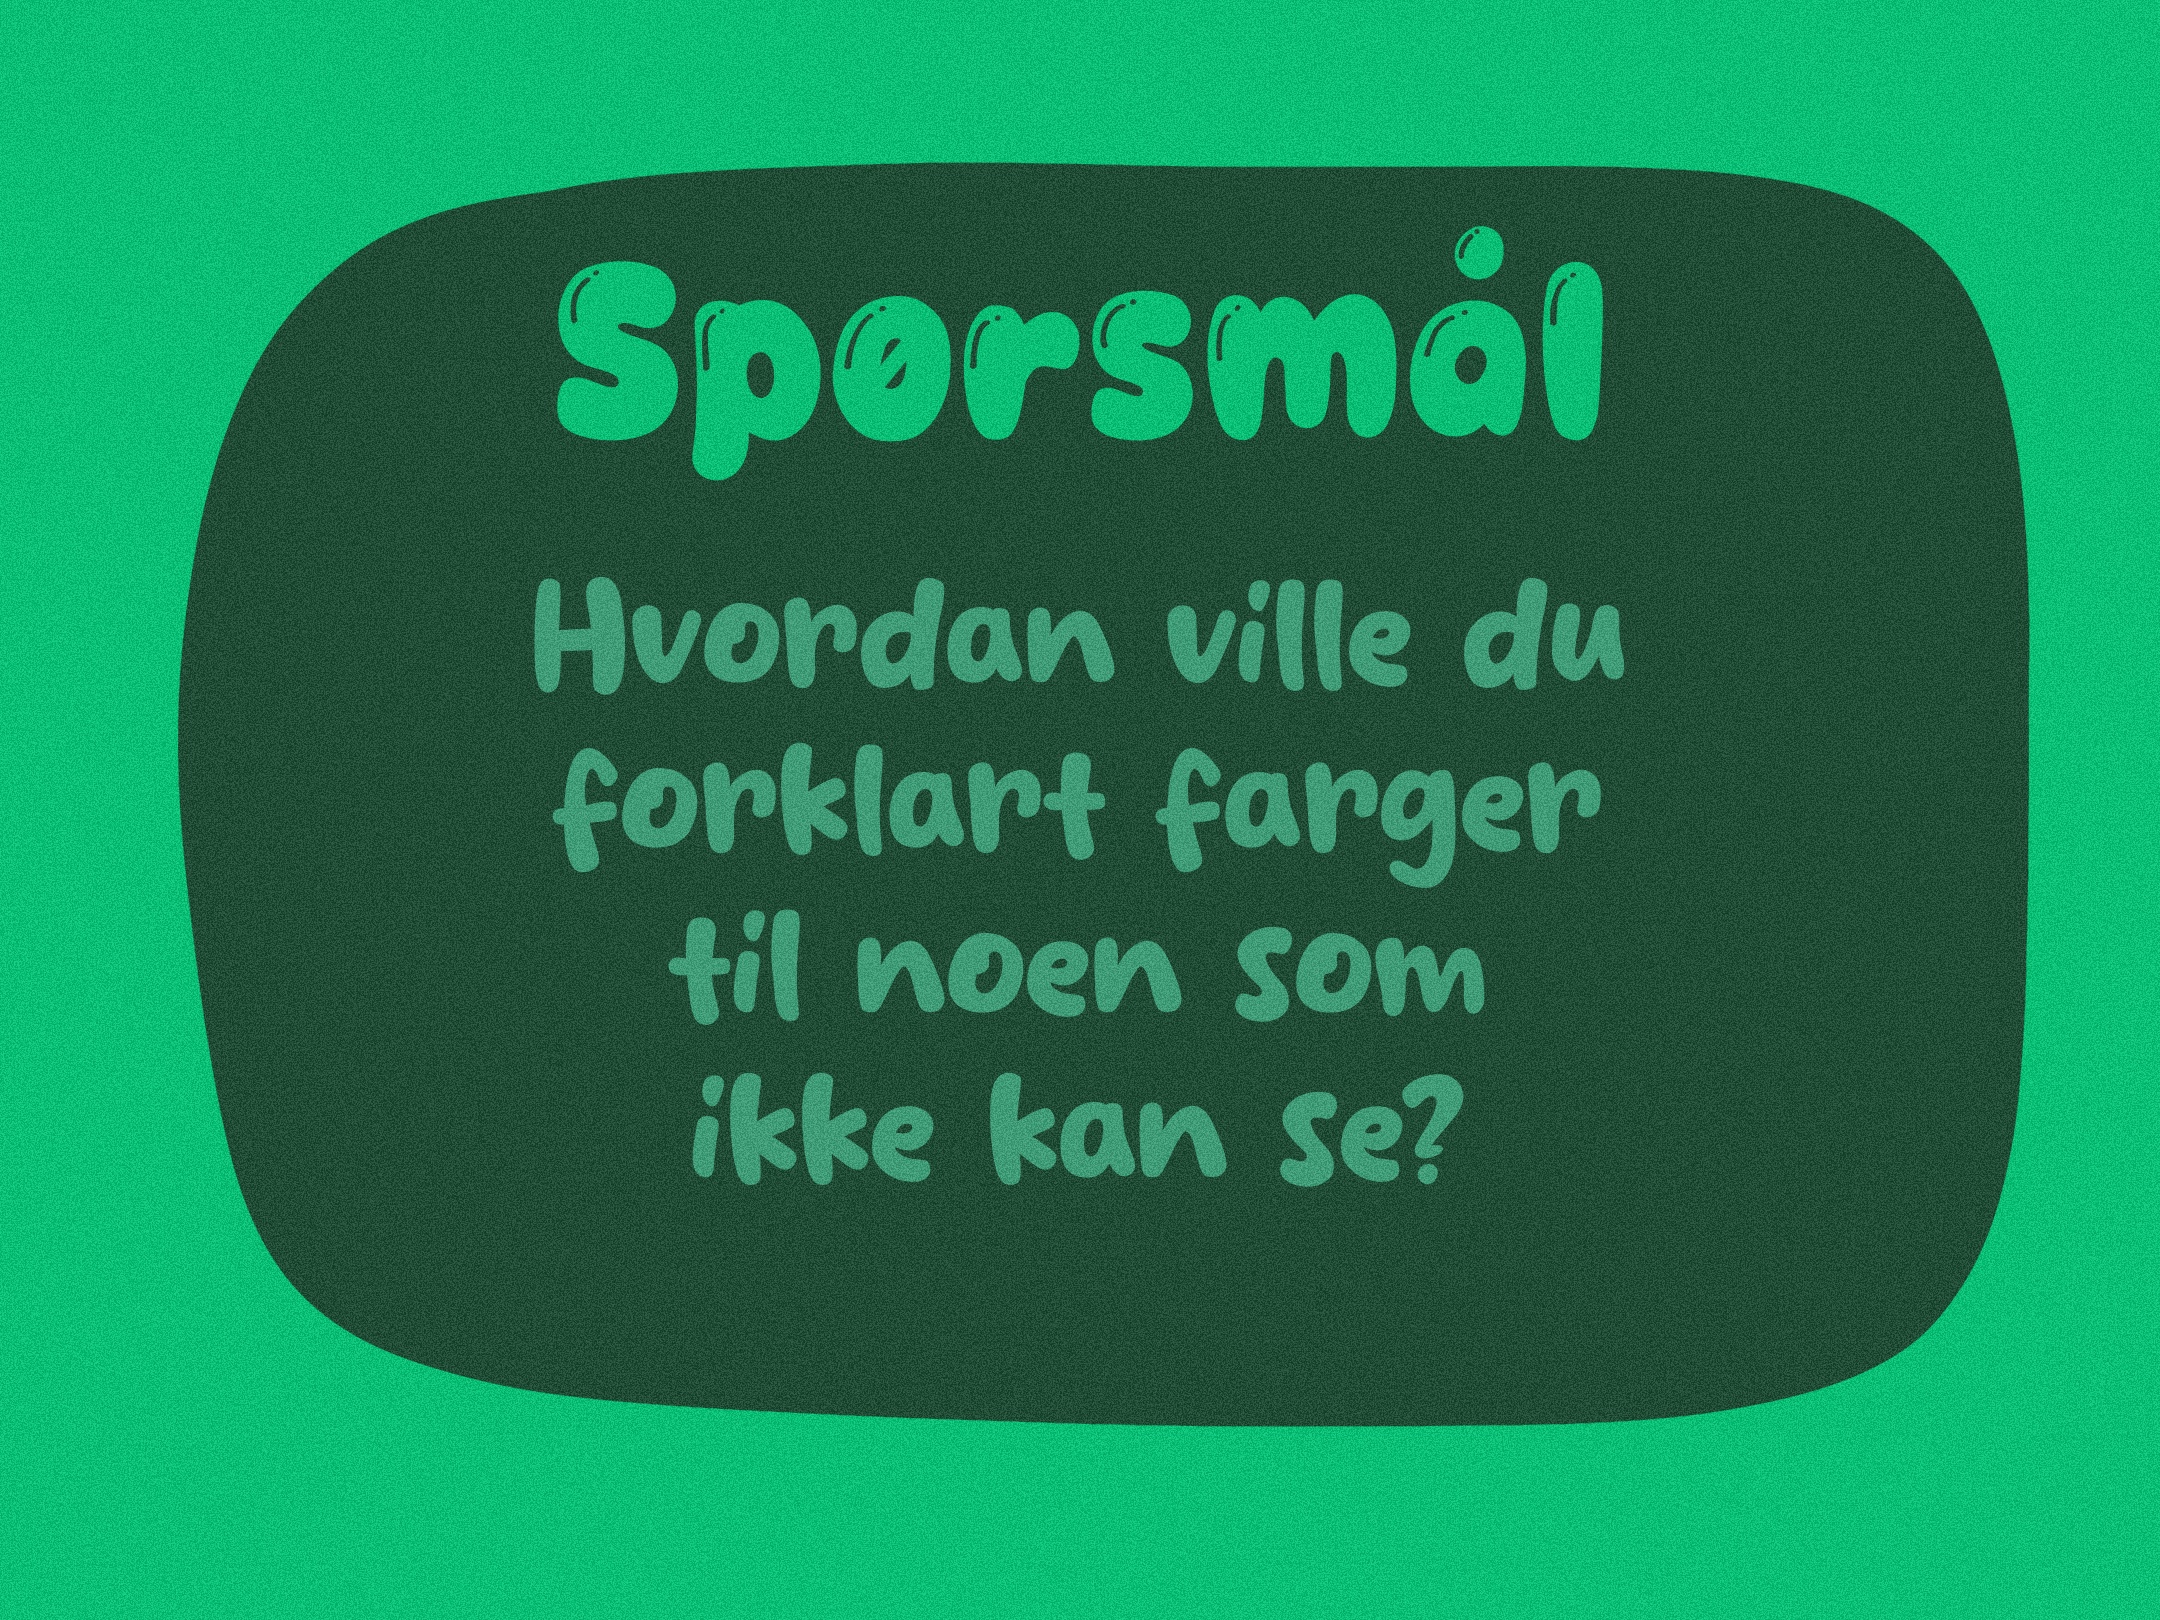 Spørsmål
Hvordan ville du
forklart farger
til noen som
ikke kan se?